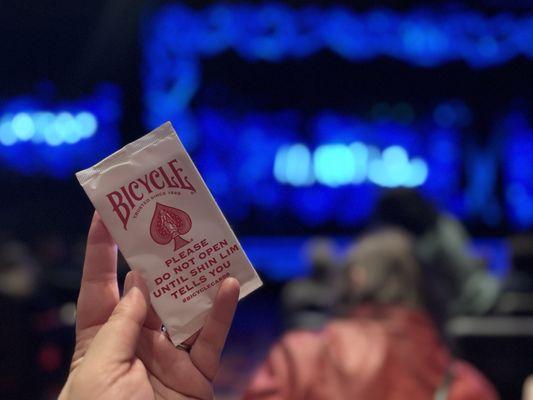 BICYCLE
TRUSTED SINCE 1885
PLEASE
DO NOT OPEN
UNTIL SHIN LIM
TELLS YOU
#BICYCLECARDS